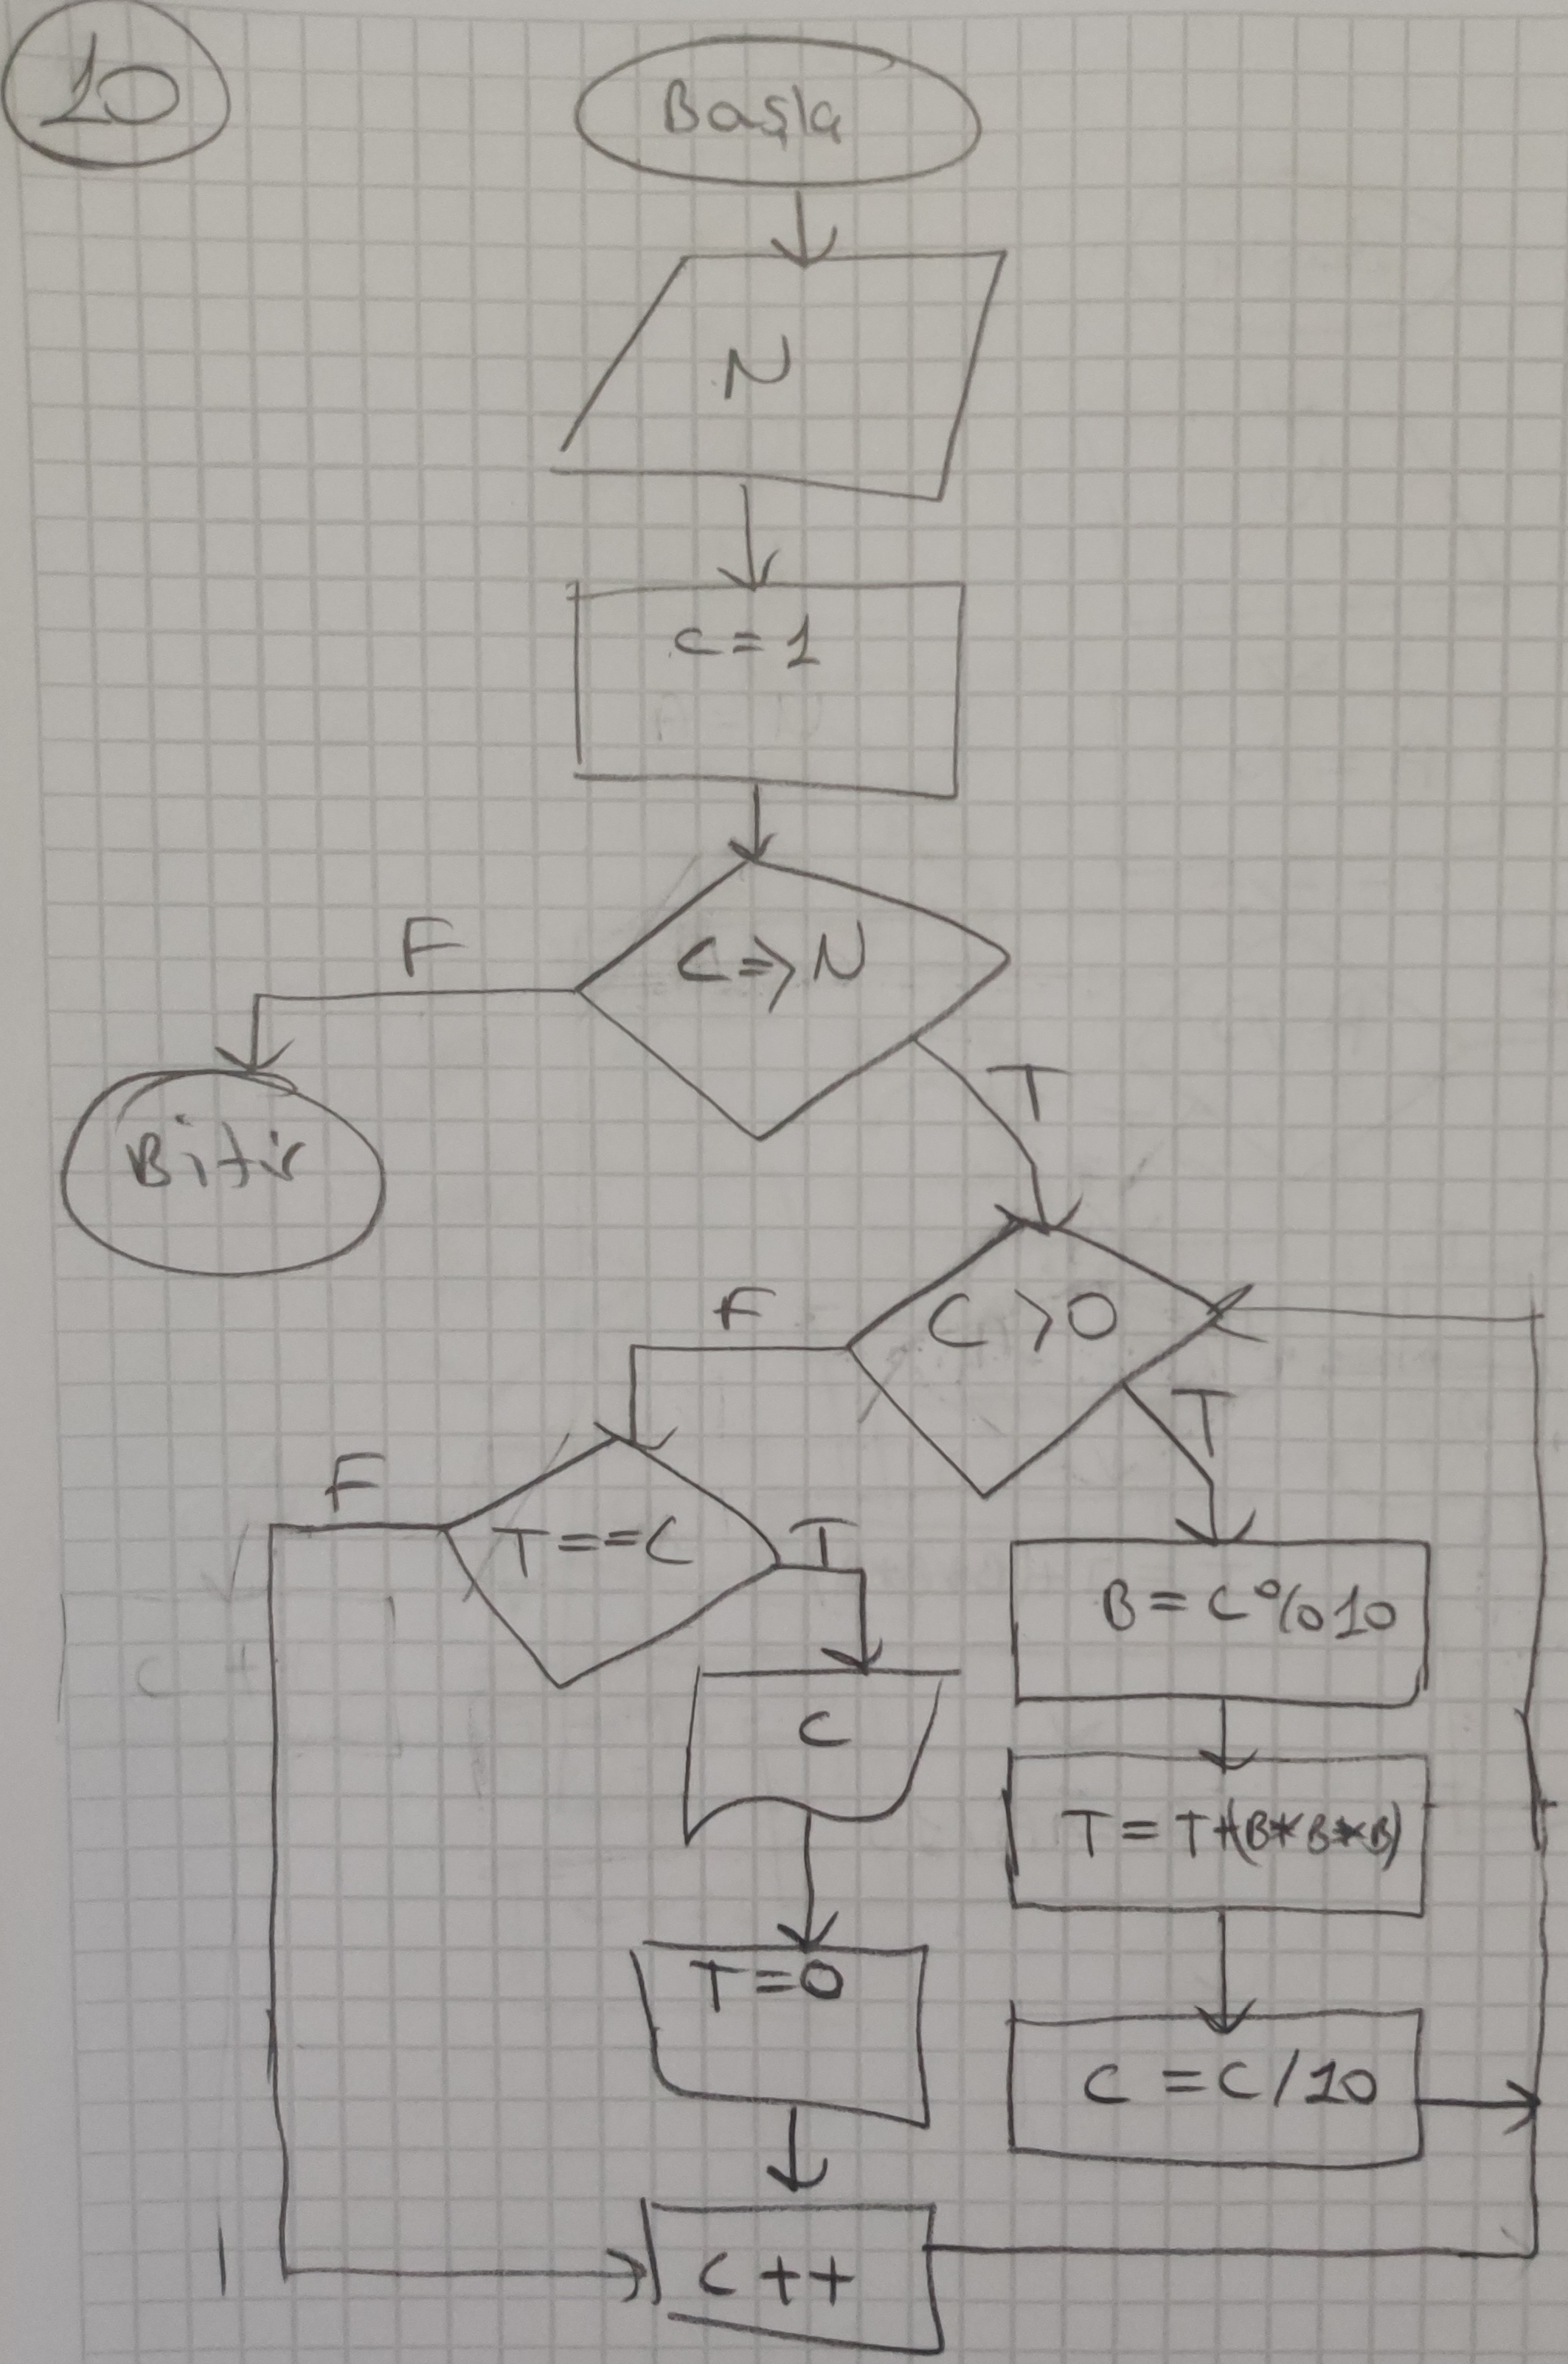 10
Başla
N
C=1
C=>N
F
T
Bitir
C>0
F
T
T==C
F
T
B=C%10
C
T=T+(B*B*B)
T=0
C=C/10
C++